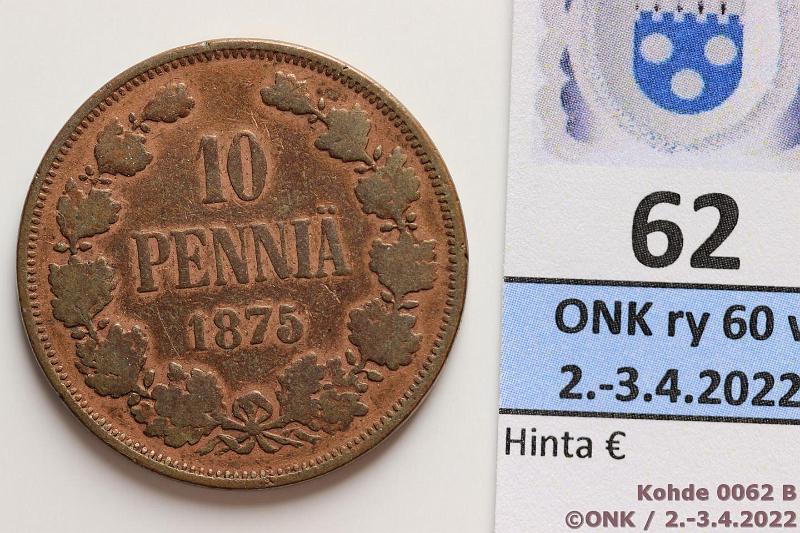 10
PENNIÄ
1875
62
ONK ry 60 v
2.-3.4.2022
Hinta €
Kohde 0062 B
©ONK / 2.-3.4.2022